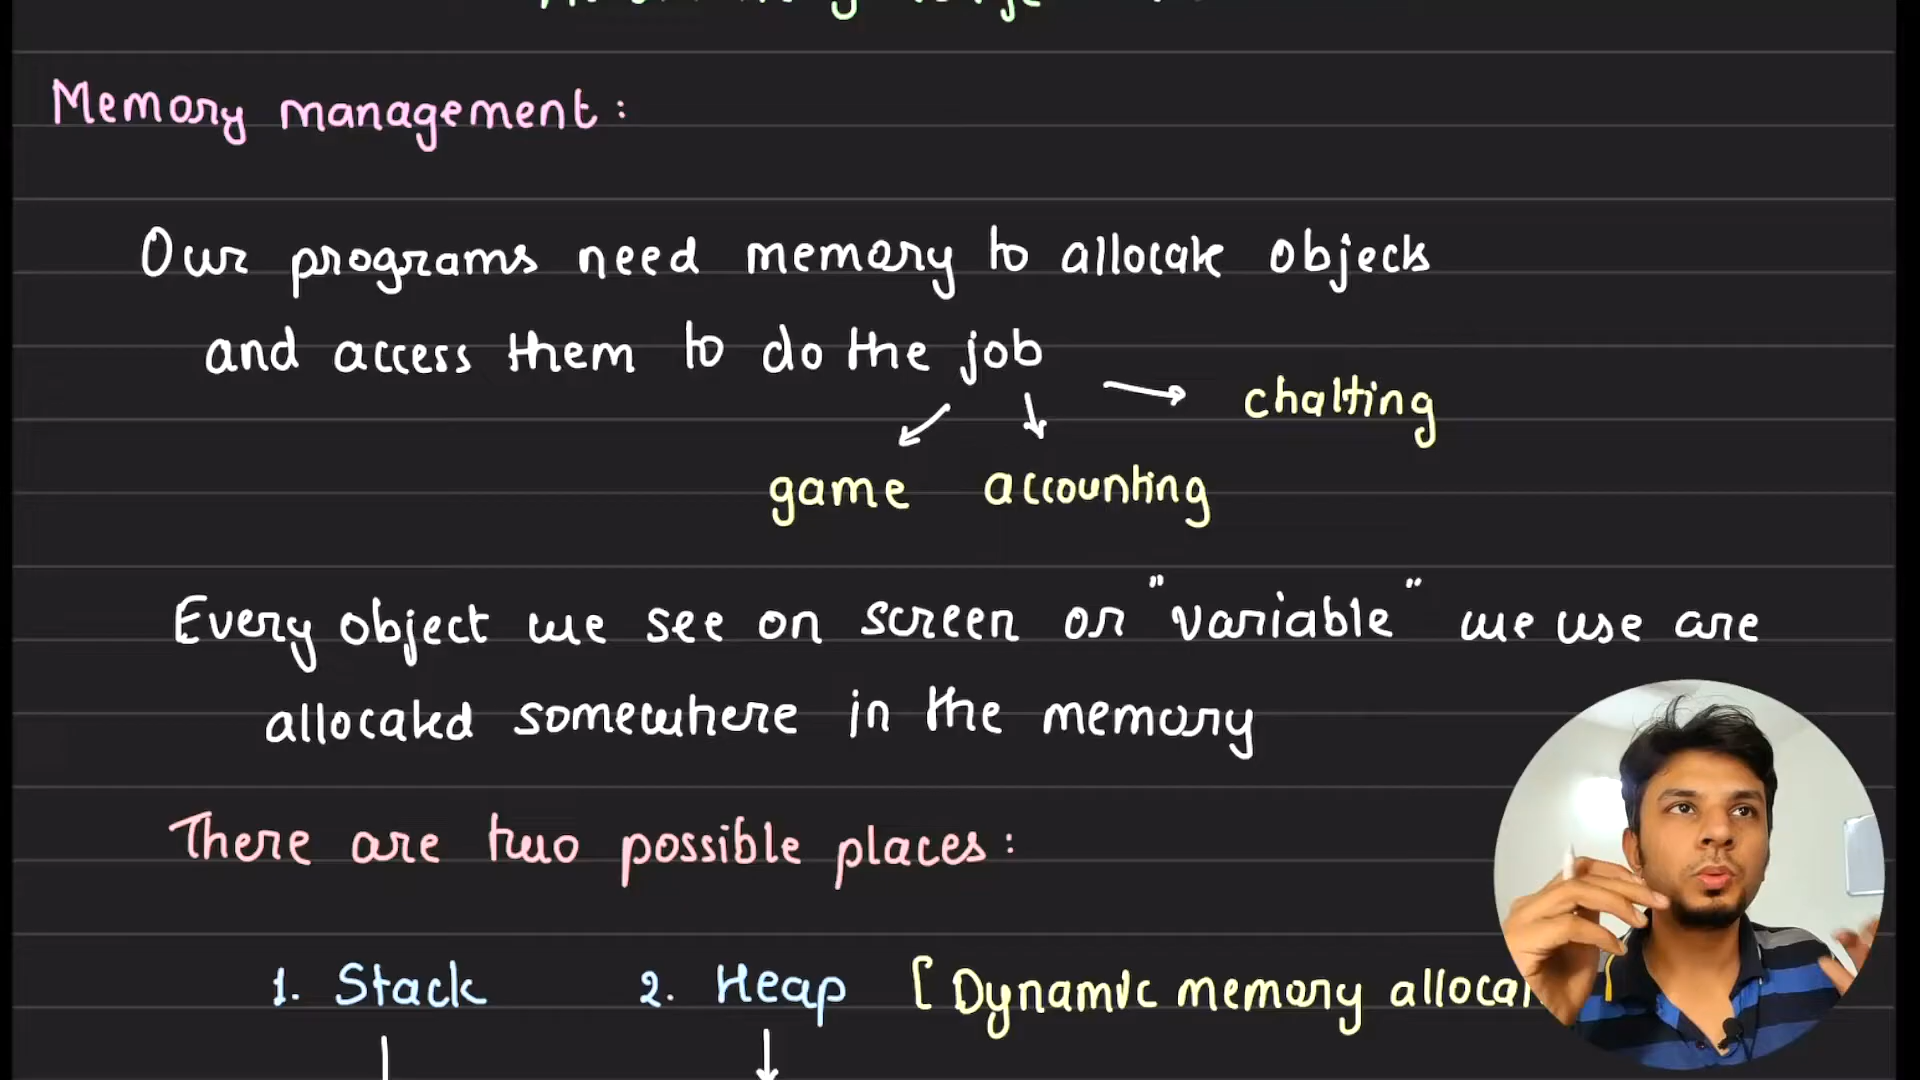 Memory management:
Our programs need memory to allocate objects
and access them to do the job
chatting
game accounting
Every object we see on screen or "variable" we use are
allocated somewhere in the memory
There are two possible places:
1. Stack 2. Heap [Dynamic memory